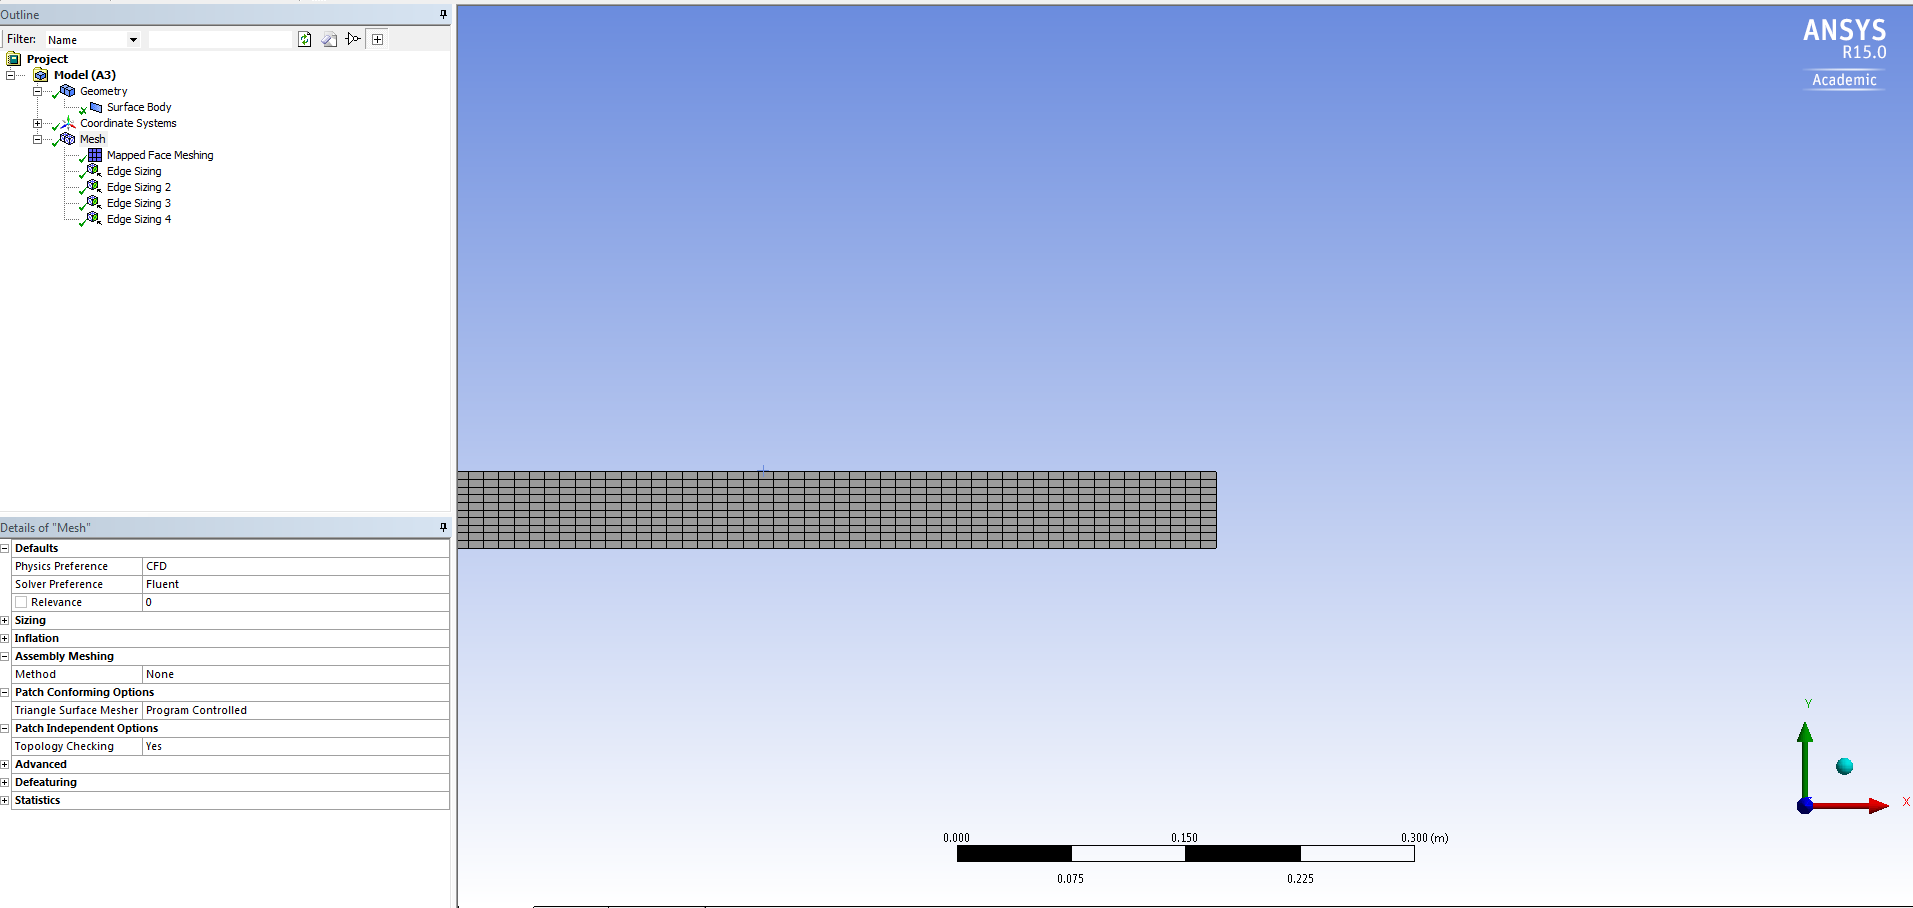 Outline
Filter: Name
Project
Model (A3)
Geometry
Surface Body
Coordinate Systems
Mesh
Mapped Face Meshing
Edge Sizing
Edge Sizing 2
Edge Sizing 3
Edge Sizing 4
Details of "Mesh"
Defaults
Physics Preference CFD
Solver Preference Fluent
Relevance 0
Sizing
Inflation
Assembly Meshing
Method None
Patch Conforming Options
Triangle Surface Mesher Program Controlled
Patch Independent Options
Topology Checking Yes
Advanced
Defeaturing
Statistics
ANSYS
R15.0
Academic
0.000 0.150 0.300 (m)
0.075 0.225
Y
X